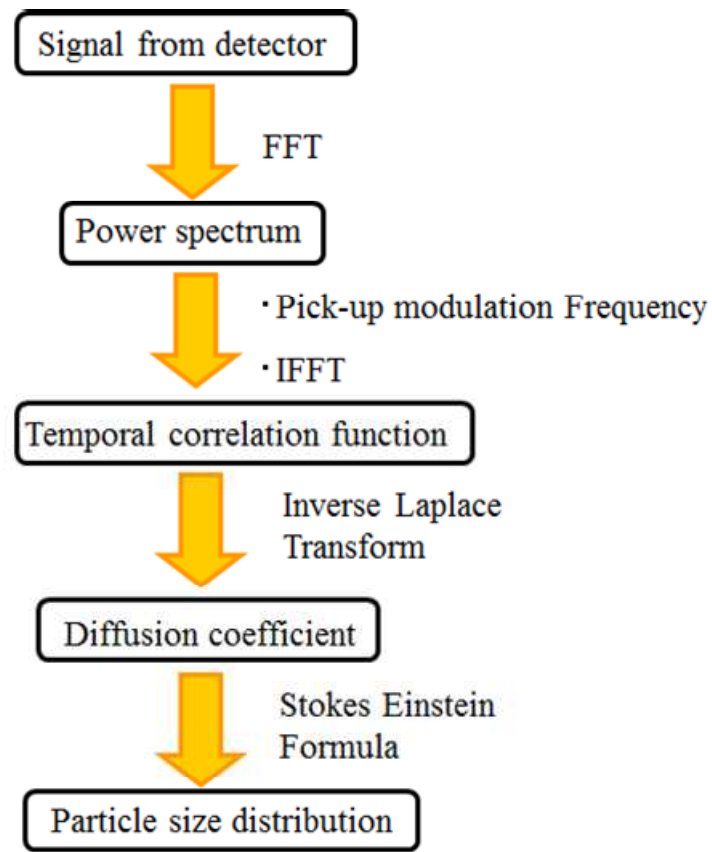 Signal from detector
FFT
Power spectrum
・Pick-up modulation Frequency
・IFFT
Temporal correlation function
Inverse Laplace
Transform
Diffusion coefficient
Stokes Einstein
Formula
Particle size distribution